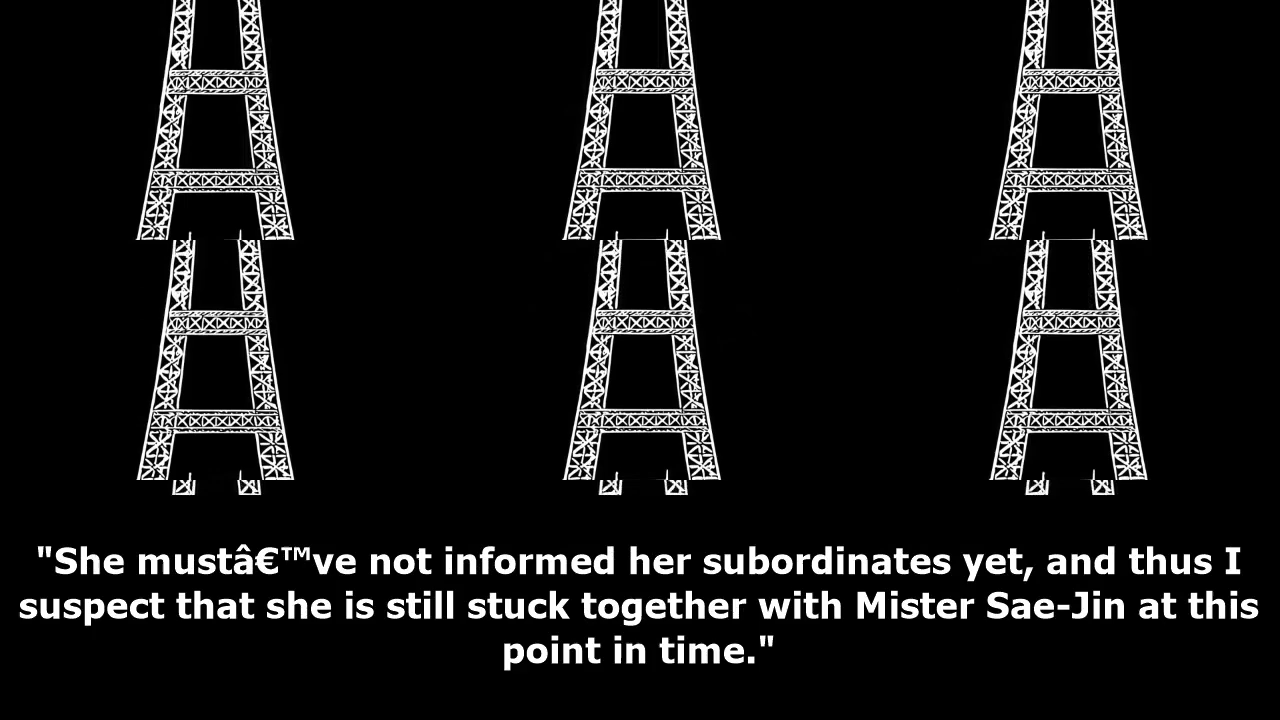 "She mustâ€™ve not informed her subordinates yet, and thus I
suspect that she is still stuck together with Mister Sae-Jin at this
point in time."